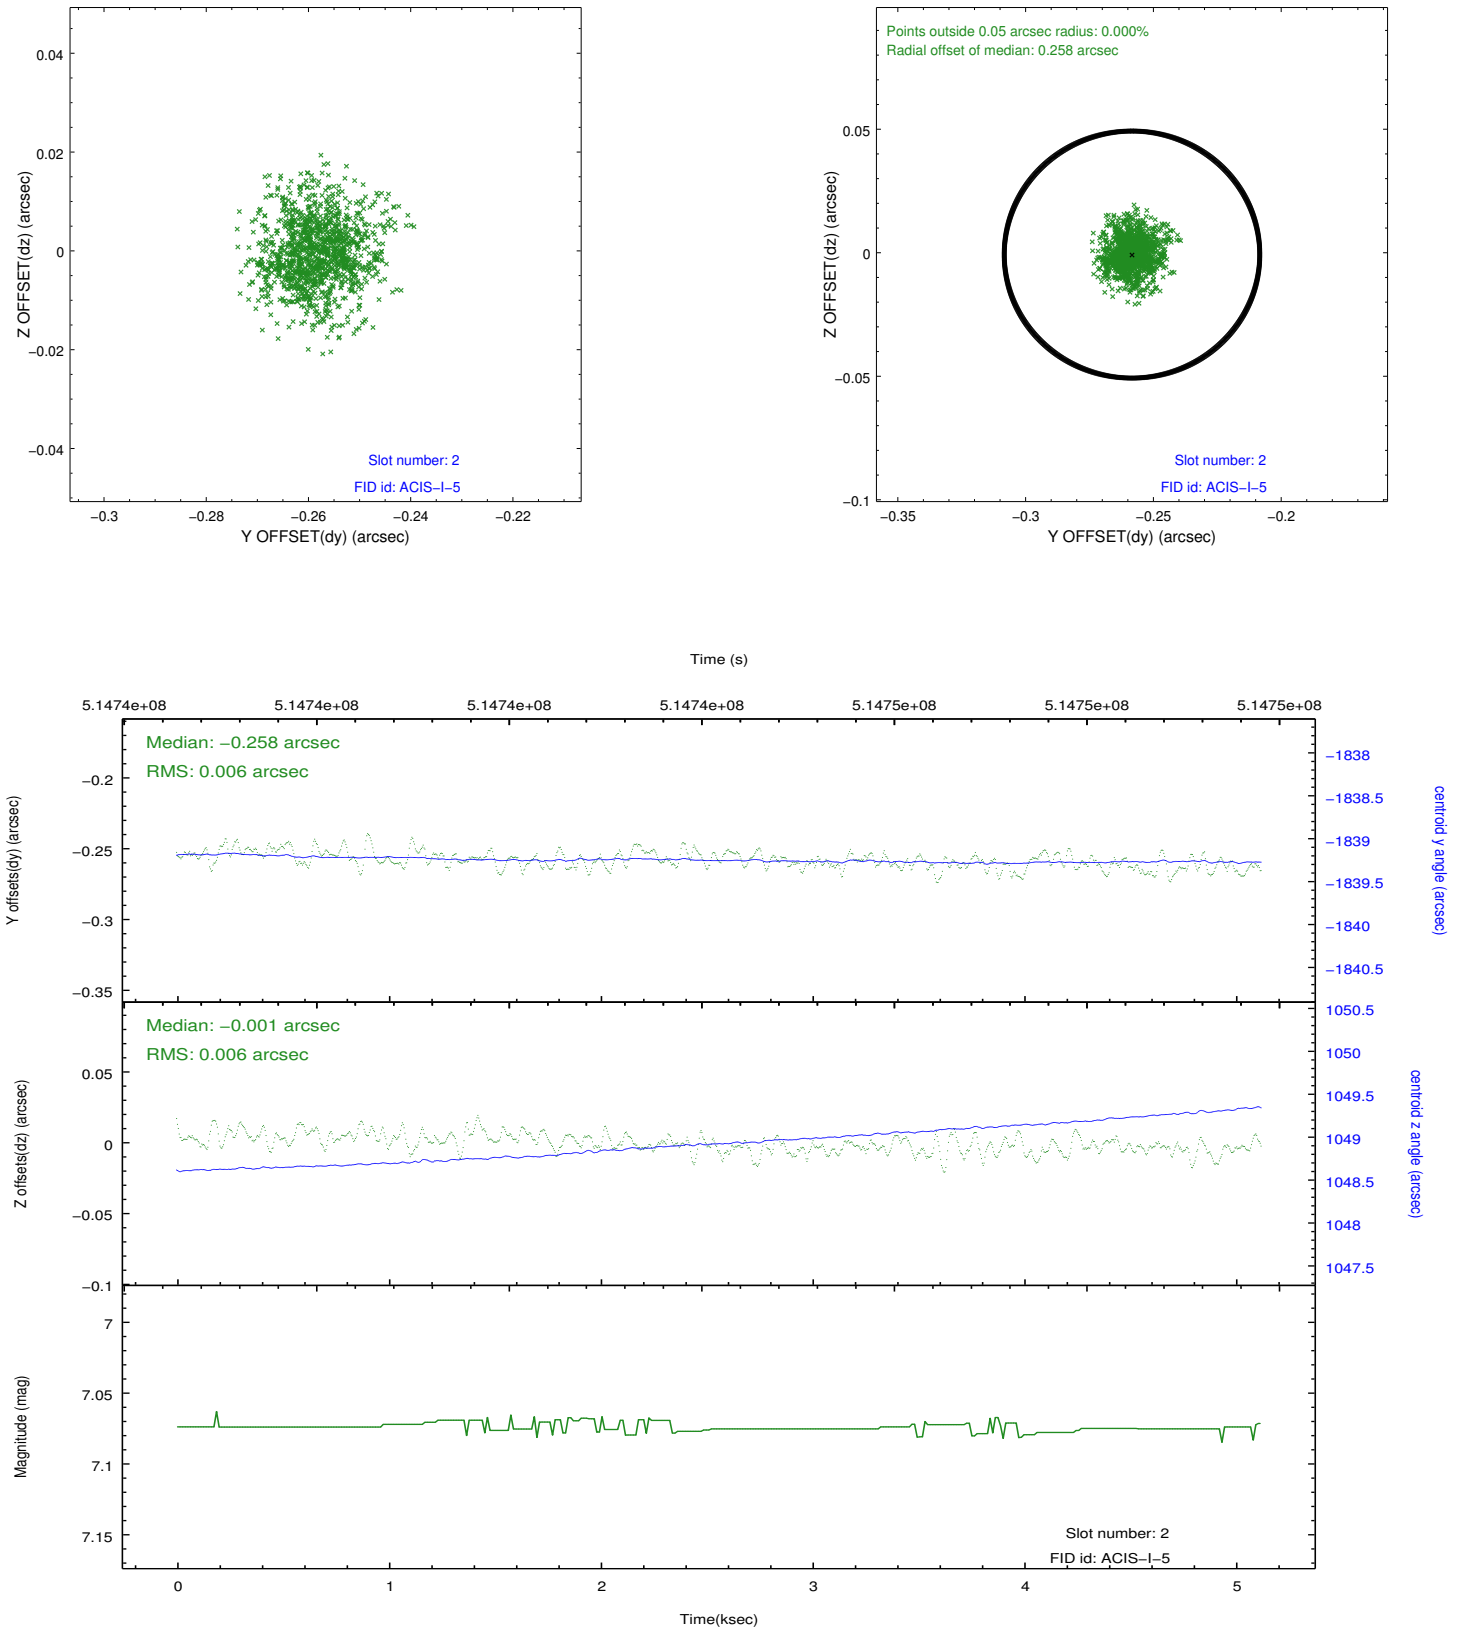 0.04
0.02
0
−0.02
−0.04
Z OFFSET(dz) (arcsec)
Slot number: 2
FID id: ACIS−I−5
−0.3
−0.28
−0.26
−0.24
−0.22
Y OFFSET(dy) (arcsec)
Points outside 0.05 arcsec radius: 0.000%
Radial offset of median: 0.258 arcsec
0.05
0
−0.05
−0.1
Z OFFSET(dz) (arcsec)
Slot number: 2
FID id: ACIS−I−5
−0.35
−0.3
−0.25
−0.2
Y OFFSET(dy) (arcsec)
Time (s)
5.1474e+08
5.1474e+08
5.1474e+08
5.1474e+08
5.1475e+08
5.1475e+08
5.1475e+08
Median: −0.258 arcsec
RMS: 0.006 arcsec
−0.2
−0.25
−0.3
−0.35
Y offsets(dy) (arcsec)
−1838
−1838.5
−1839
−1839.5
−1840
−1840.5
centroid y angle (arcsec)
Median: −0.001 arcsec
RMS: 0.006 arcsec
0.05
0
−0.05
−0.1
Z offsets(dz) (arcsec)
1050.5
1050
1049.5
1049
1048.5
1048
1047.5
centroid z angle (arcsec)
7
7.05
7.1
7.15
Magnitude (mag)
Slot number: 2
FID id: ACIS−I−5
0
1
2
3
4
5
Time(ksec)